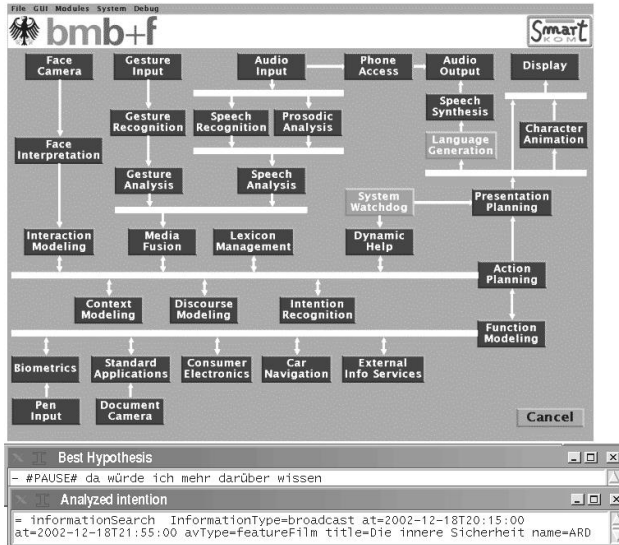 File GUI Modules System Debug
bmb+f
Smart
KOM
Face Camera
Gesture Input
Audio Input
Phone Access
Audio Output
Display
Speech Synthesis
Gesture Recognition
Speech Recognition
Prosodic Analysis
Character Animation
Language Generation
Face Interpretation
Gesture Analysis
Speech Analysis
System Watchdog
Presentation Planning
Interaction Modeling
Media Fusion
Lexicon Management
Dynamic Help
Action Planning
Context Modeling
Discourse Modeling
Intention Recognition
Function Modeling
Biometrics
Standard Applications
Consumer Electronics
Car Navigation
External Info Services
Pen Input
Document Camera
Cancel
Best Hypothesis
- #PAUSE# da würde ich mehr darüber wissen
Analyzed intention
= informationSearch InformationType=broadcast at=2002-12-18T20:15:00
at=2002-12-18T21:55:00 avType=featureFilm title=Die innere Sicherheit name=ARD